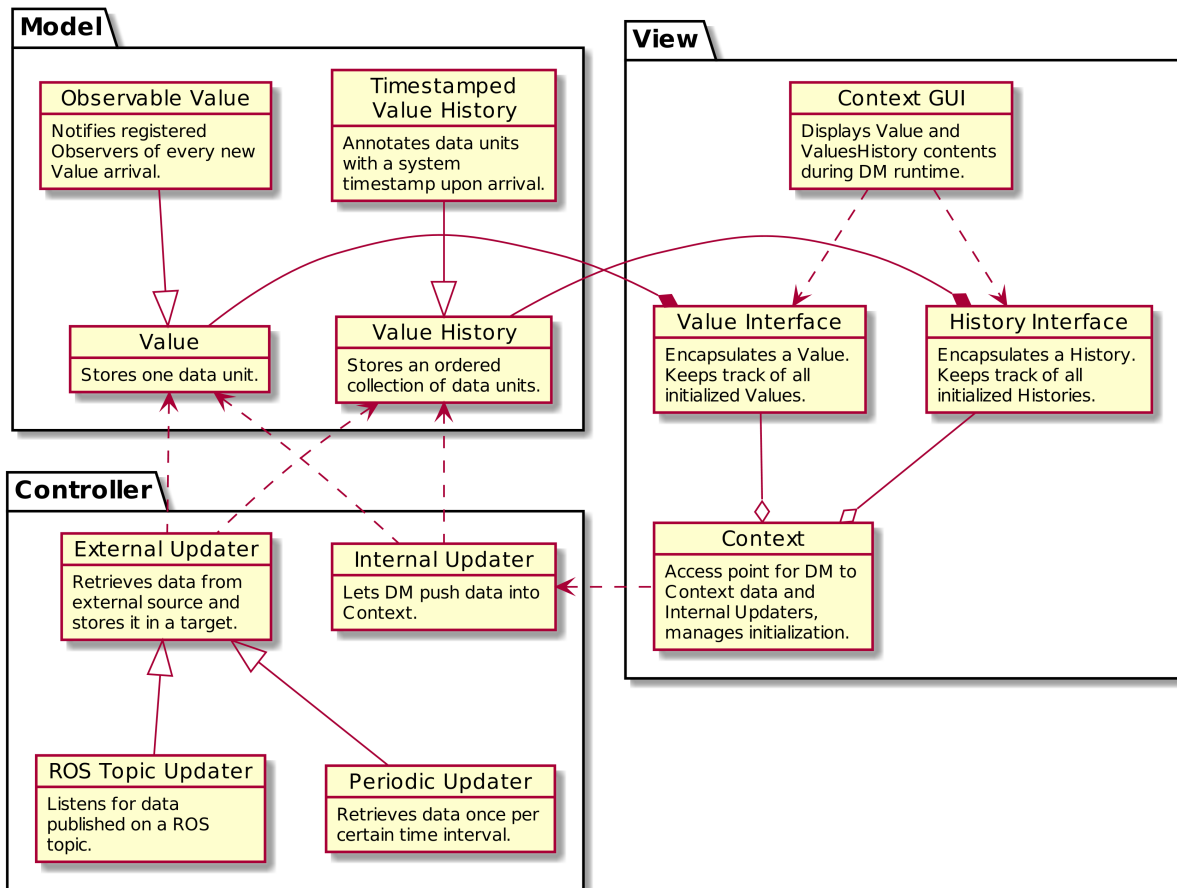 Model
Observable Value
Notifies registered
Observers of every new
Value arrival.
Timestamped
Value History
Annotates data units
with a system
timestamp upon arrival.
Value
Stores one data unit.
Value History
Stores an ordered
collection of data units.
View
Context GUI
Displays Value and
ValuesHistory contents
during DM runtime.
Value Interface
Encapsulates a Value.
Keeps track of all
initialized Values.
History Interface
Encapsulates a History.
Keeps track of all
initialized Histories.
Context
Access point for DM to
Context data and
Internal Updaters,
manages initialization.
Controller
External Updater
Retrieves data from
external source and
stores it in a target.
Internal Updater
Lets DM push data into
Context.
ROS Topic Updater
Listens for data
published on a ROS
topic.
Periodic Updater
Retrieves data once per
certain time interval.